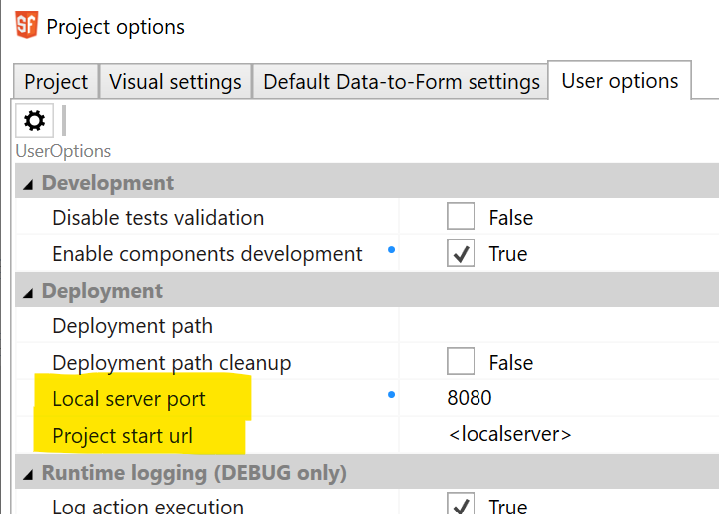 SF Project options
Project Visual settings Default Data-to-Form settings User options
UserOptions
Development
Disable tests validation False
Enable components development True
Deployment
Deployment path
Deployment path cleanup False
Local server port 8080
Project start url <localserver>
Runtime logging (DEBUG only)
Log action execution True